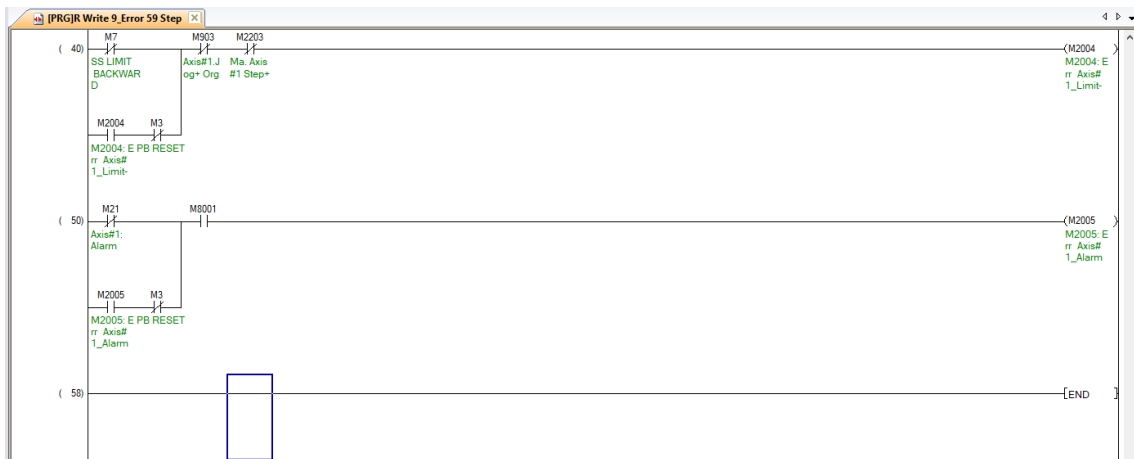 [PRG]R Write 9_Error 59 Step
M7 M903 M2203
( 40) (M2004 )
SS LIMIT Axis#1.J Ma. Axis M2004: E
BACKWAR og+ Org #1 Step+ rr Axis#
D 1_Limit-
M2004 M3
M2004: E PB RESET
rr Axis#
1_Limit-
M21 M8001
( 50) (M2005 )
Axis#1: M2005: E
Alarm rr Axis#
1_Alarm
M2005 M3
M2005: E PB RESET
rr Axis#
1_Alarm
( 58) [END ]